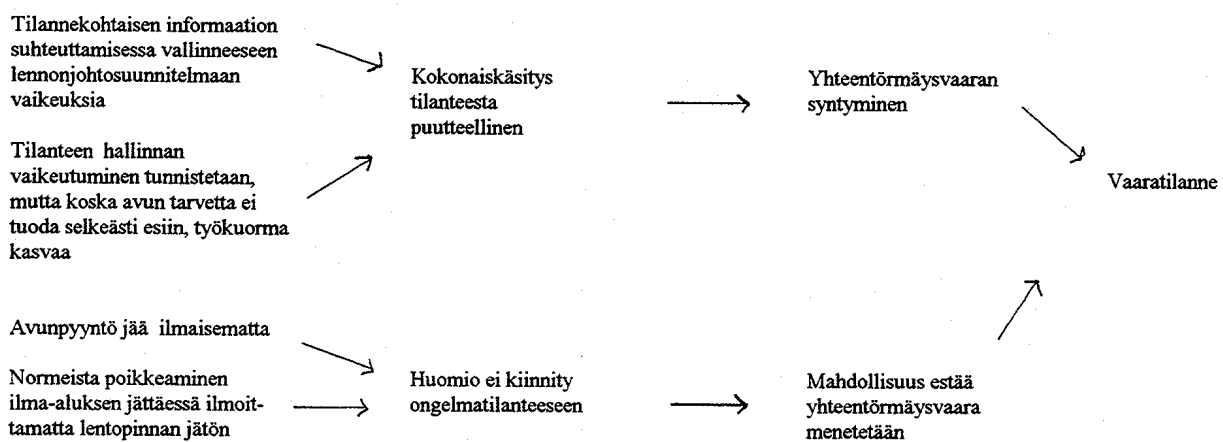 Tilannekohtaisen informaation
suhteuttamisessa vallinneeseen
lennonjohtosuunnitelmaan
vaikeuksia
Tilanteen hallinnan
vaikeutuminen tunnistetaan,
mutta koska avun tarvetta ei
tuoda selkeästi esiin, työkuorma
kasvaa
Kokonaiskäsitys
tilanteesta
puutteellinen
Yhteentörmäysvaaran
syntyminen
Vaaratilanne
Avunpyyntö jää ilmaisematta
Normeista poikkeaminen
ilma-aluksen jättäessä ilmoit-
tamatta lentopinnan jätön
Huomio ei kiinnity
ongelmatilanteeseen
Mahdollisuus estää
yhteentörmäysvaara
menetetään